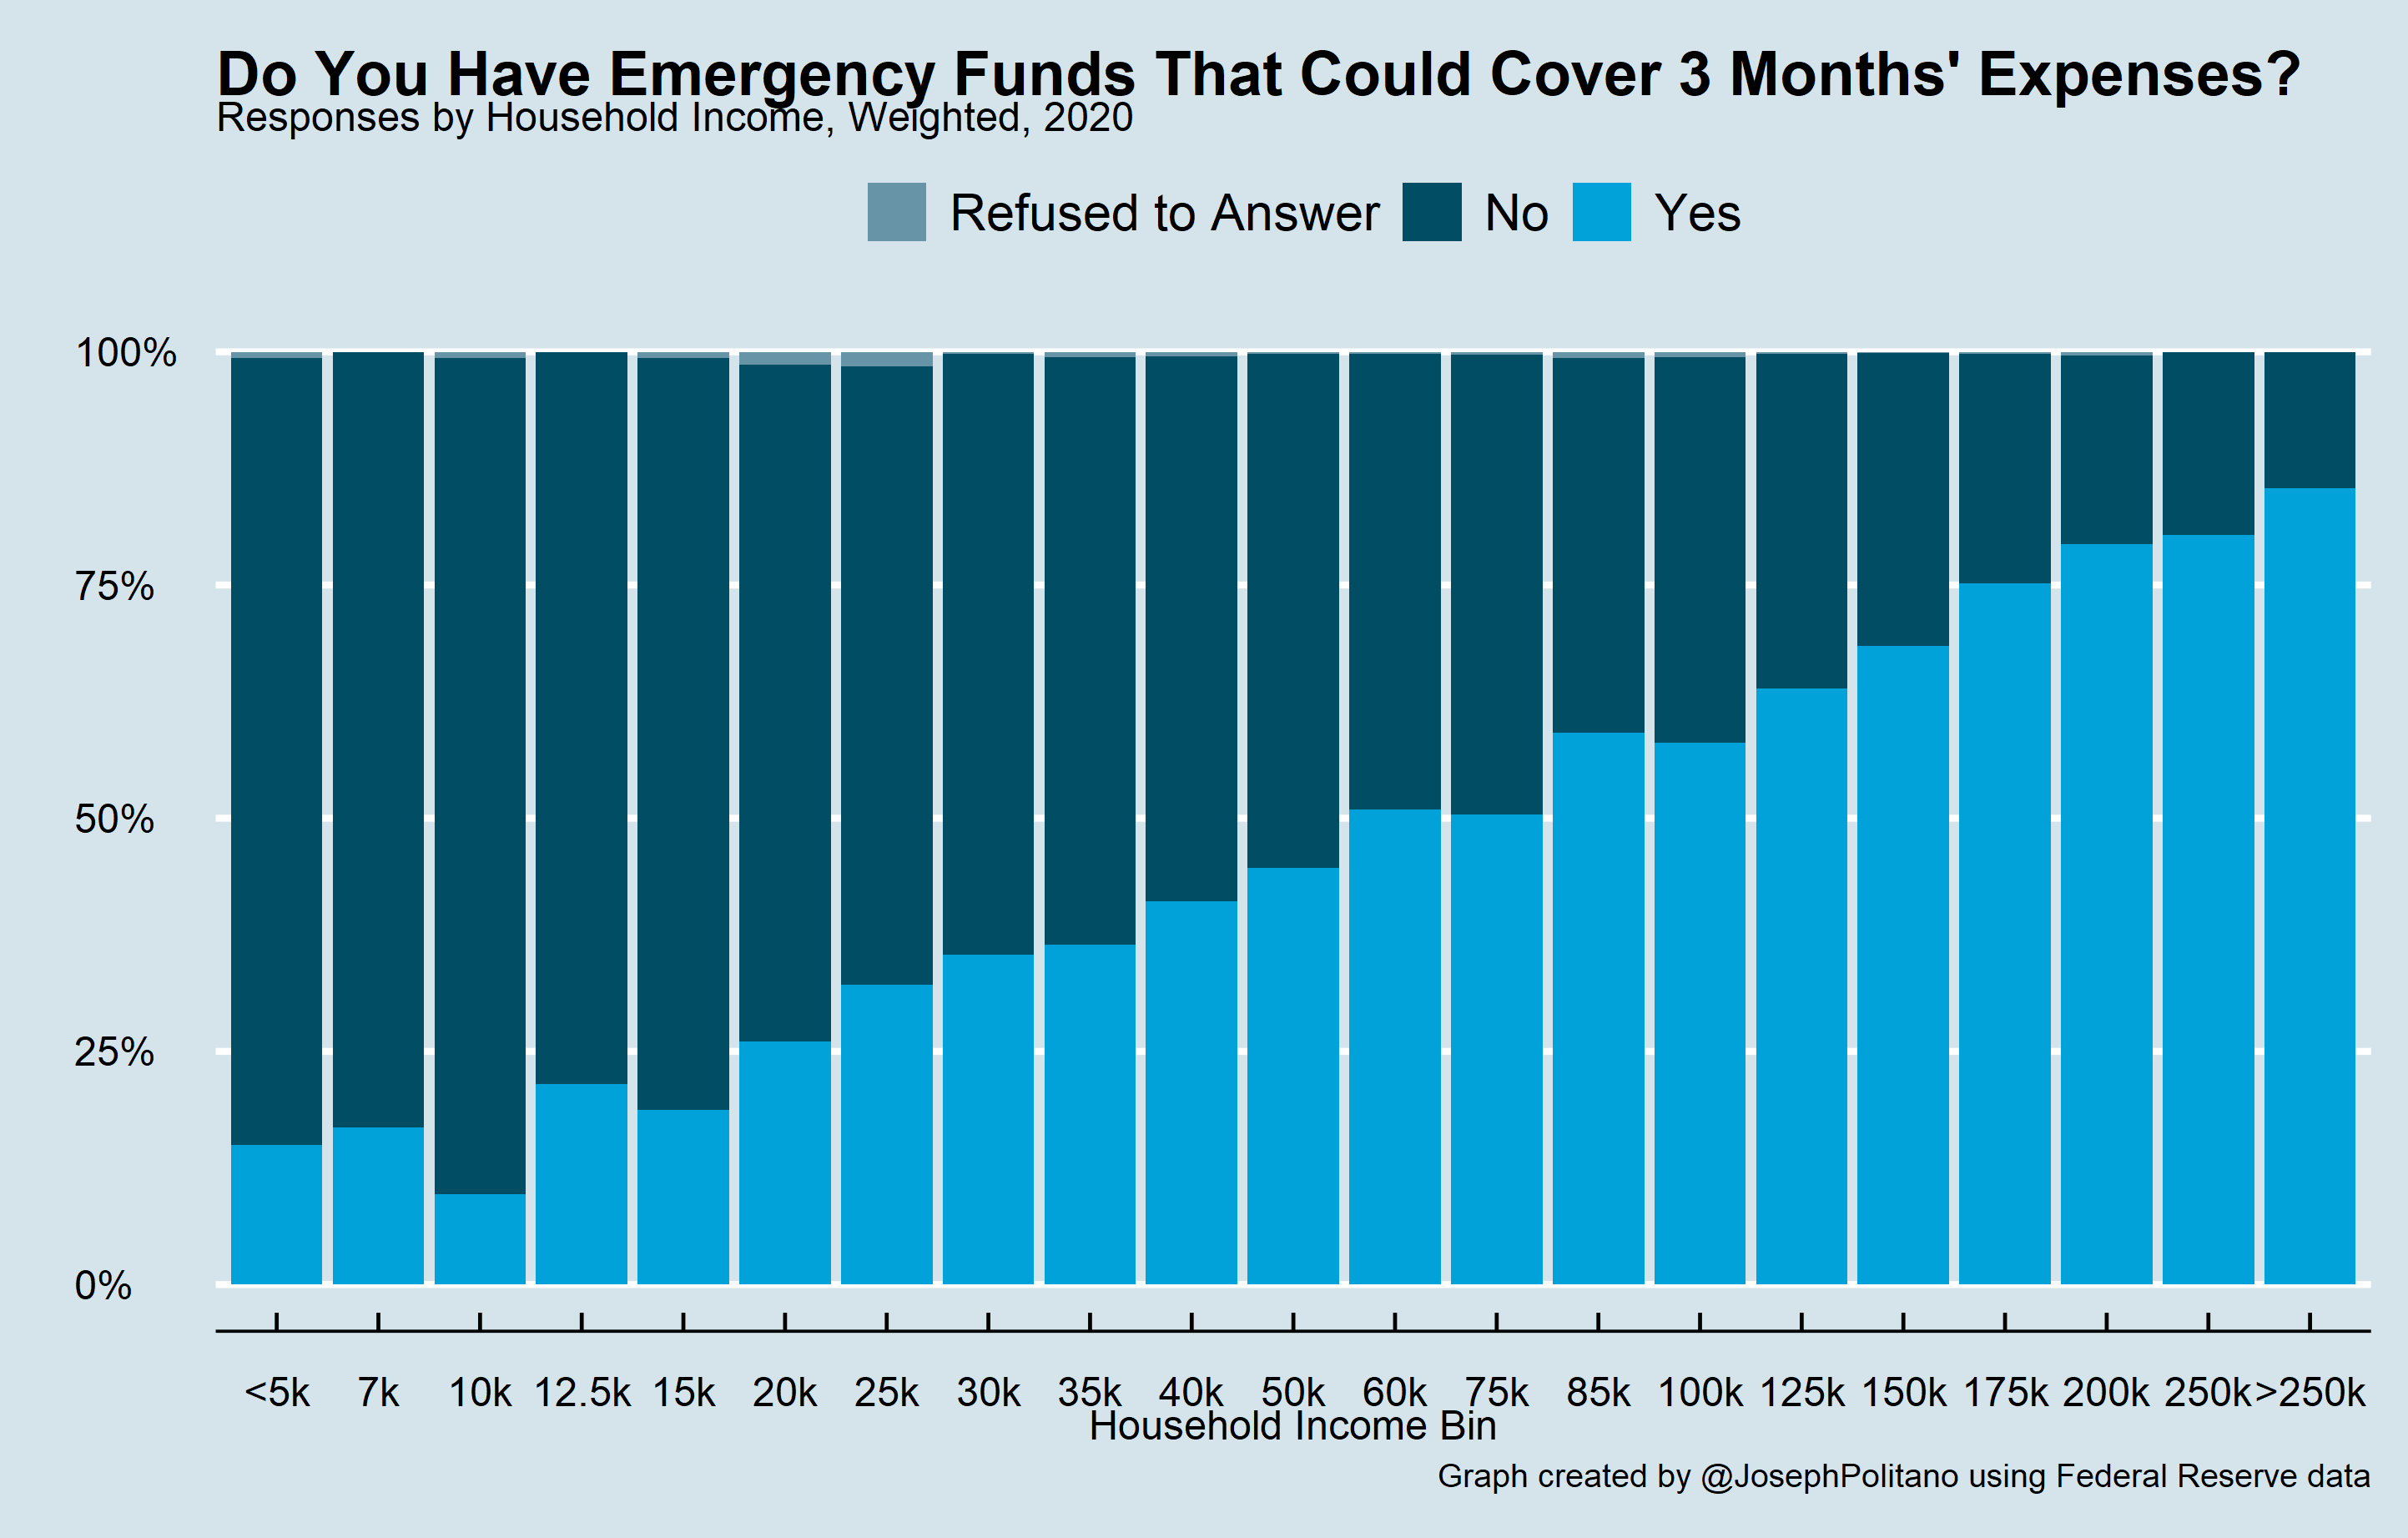 Do You Have Emergency Funds That Could Cover 3 Months' Expenses?
Responses by Household Income, Weighted, 2020
Refused to Answer No Yes
100%
75%
50%
25%
0%
<5k 7k 10k 12.5k 15k 20k 25k 30k 35k 40k 50k 60k 75k 85k 100k 125k 150k 175k 200k 250k >250k
Household Income Bin
Graph created by @JosephPolitano using Federal Reserve data